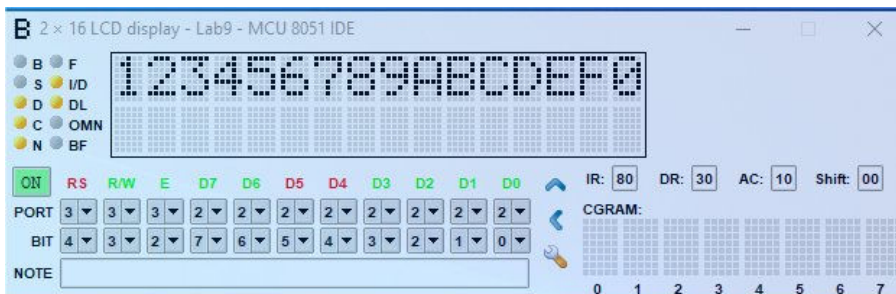 B 2 × 16 LCD display - Lab9 - MCU 8051 IDE
B F
S I/D
D DL
C OMN
N BF
123456789ABCDEF0
ON RS R/W E D7 D6 D5 D4 D3 D2 D1 D0
PORT 3 3 3 2 2 2 2 2 2 2 2
BIT 4 3 2 7 6 5 4 3 2 1 0
NOTE
IR: 80 DR: 30 AC: 10 Shift: 00
CGRAM:
0 1 2 3 4 5 6 7